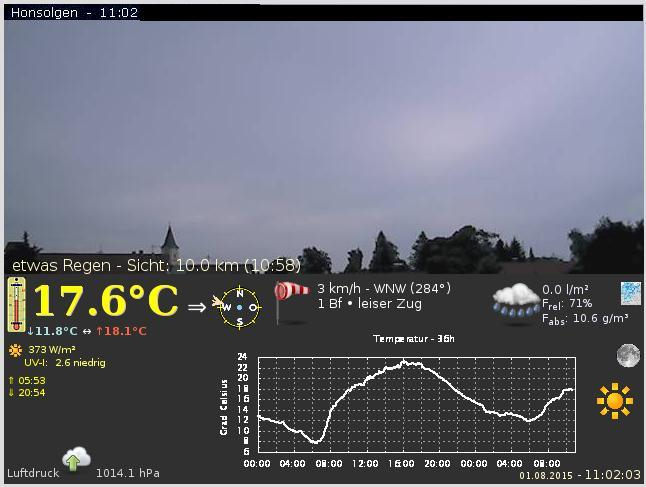 Honsolgen - 11:02
etwas Regen - Sicht: 10.0 km (10:58)
17.6°C ⇒
N
W O
S
3 km/h - WNW (284°)
1 Bf • leiser Zug
0.0 l/m²
Frel: 71%
Fabs: 10.6 g/m³
↓11.8°C ↔ ↑18.1°C
373 W/m²
UV-I: 2.6 niedrig
⇑ 05:53
⇓ 20:54
Temperatur - 36h
Grad Celsius
24
22
20
18
16
14
12
10
8
6
00:00 04:00 08:00 12:00 16:00 20:00 00:00 04:00 08:00
Luftdruck 1014.1 hPa
01.08.2015 - 11:02:03